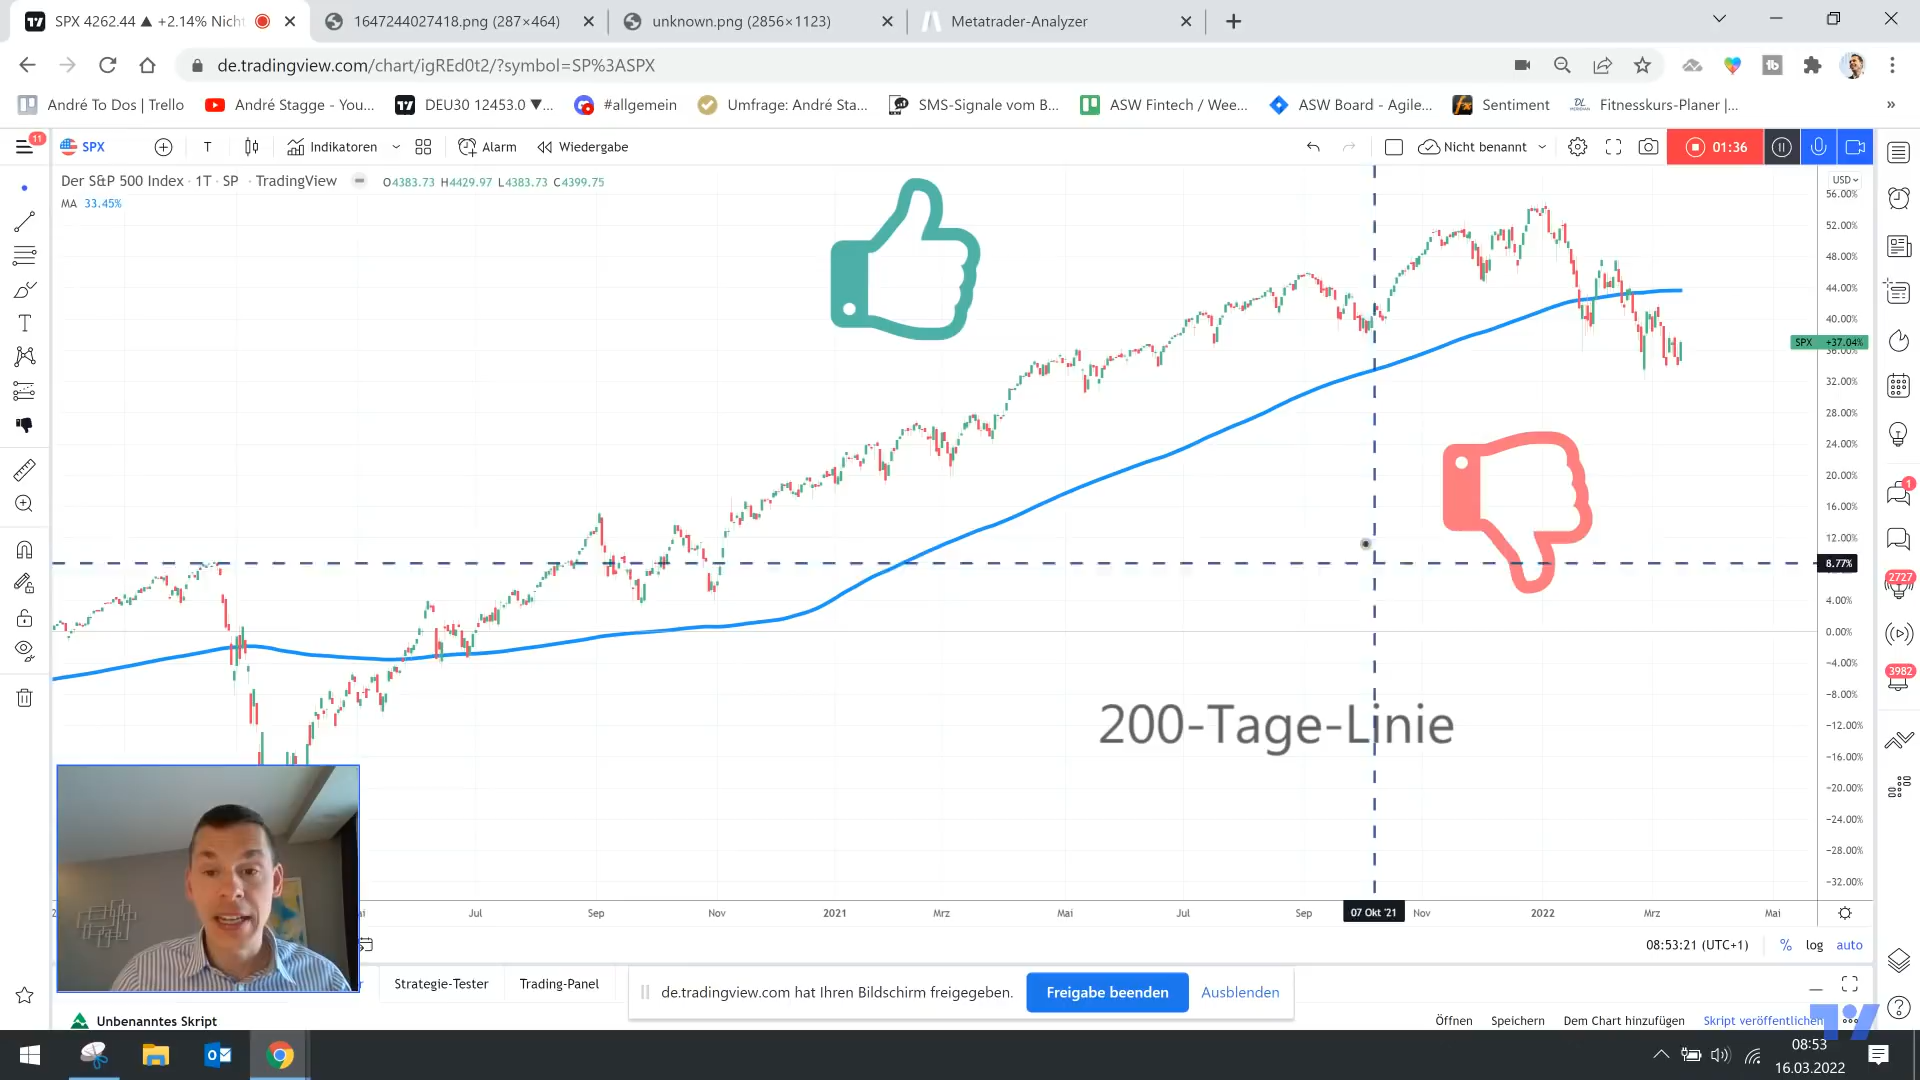 SPX 4262.44 ▲ +2.14% Nicht
1647244027418.png (287×464)
unknown.png (2856×1123)
Metatrader-Analyzer
de.tradingview.com/chart/igREd0t2/?symbol=SP%3ASPX
André To Dos | Trello
André Stagge - You...
DEU30 12453.0 ▼...
#allgemein
Umfrage: André Sta...
SMS-Signale vom B...
ASW Fintech / Wee...
ASW Board - Agile...
Sentiment
Fitnesskurs-Planer |...
»
11
SPX
T
Indikatoren
Alarm
Wiedergabe
Nicht benannt
01:36
Der S&P 500 Index · 1T · SP · TradingView
O4383.73 H4429.97 L4383.73 C4399.75
MA 33.45%
USD
56.00%
52.00%
48.00%
44.00%
40.00%
SPX +37.04%
36.00%
32.00%
28.00%
24.00%
20.00%
16.00%
12.00%
8.77%
4.00%
0.00%
−4.00%
−8.00%
−12.00%
−16.00%
−20.00%
−24.00%
−28.00%
−32.00%
1
2727
3982
200-Tage-Linie
Jul
Sep
Nov
2021
Mrz
Mai
Jul
Sep
07 Okt '21
Nov
2022
Mrz
Mai
08:53:21 (UTC+1)
%
log
auto
Strategie-Tester
Trading-Panel
de.tradingview.com hat Ihren Bildschirm freigegeben.
Freigabe beenden
Ausblenden
Unbenanntes Skript
Öffnen
Speichern
Dem Chart hinzufügen
Skript veröffentlichen
08:53
16.03.2022